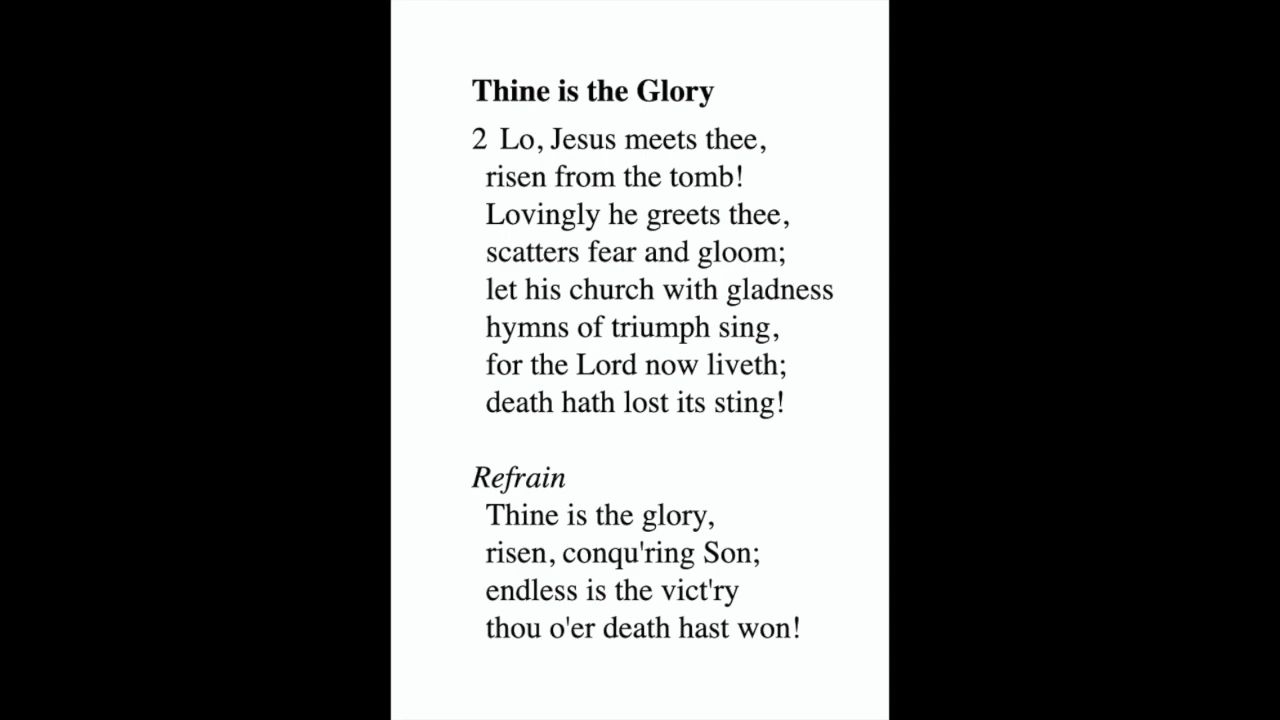 Thine is the Glory
2 Lo, Jesus meets thee,
risen from the tomb!
Lovingly he greets thee,
scatters fear and gloom;
let his church with gladness
hymns of triumph sing,
for the Lord now liveth;
death hath lost its sting!
Refrain
Thine is the glory,
risen, conqu'ring Son;
endless is the vict'ry
thou o'er death hast won!